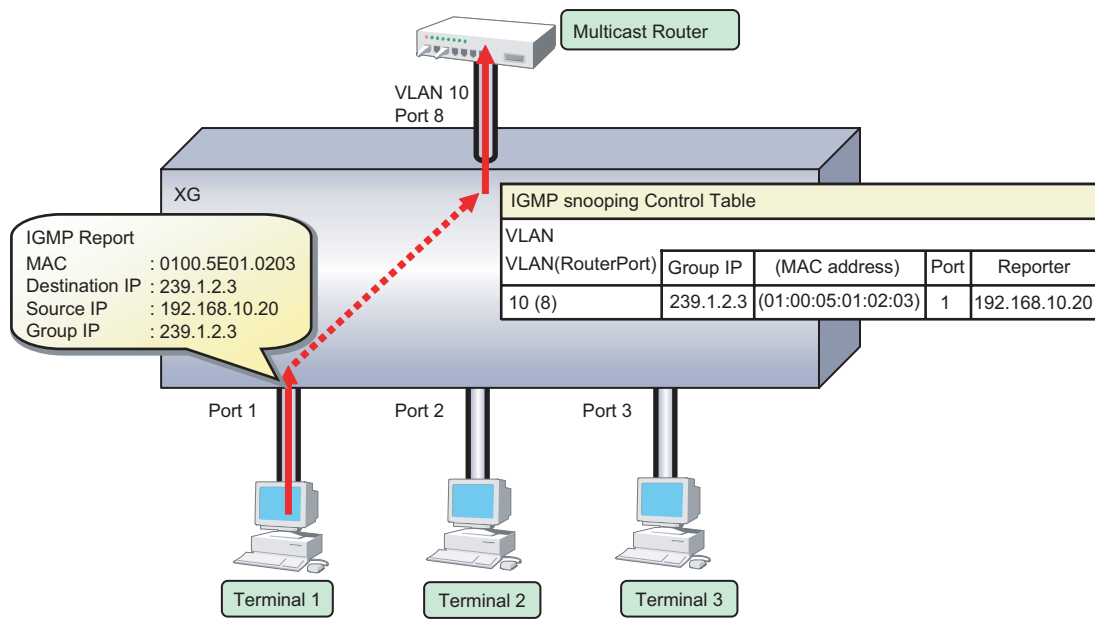 Multicast Router
VLAN 10
Port 8
XG
IGMP snooping Control Table
VLAN
VLAN(RouterPort) Group IP (MAC address) Port Reporter
10 (8) 239.1.2.3 (01:00:05:01:02:03) 1 192.168.10.20
IGMP Report
MAC : 0100.5E01.0203
Destination IP : 239.1.2.3
Source IP : 192.168.10.20
Group IP : 239.1.2.3
Port 1
Port 2
Port 3
Terminal 1
Terminal 2
Terminal 3